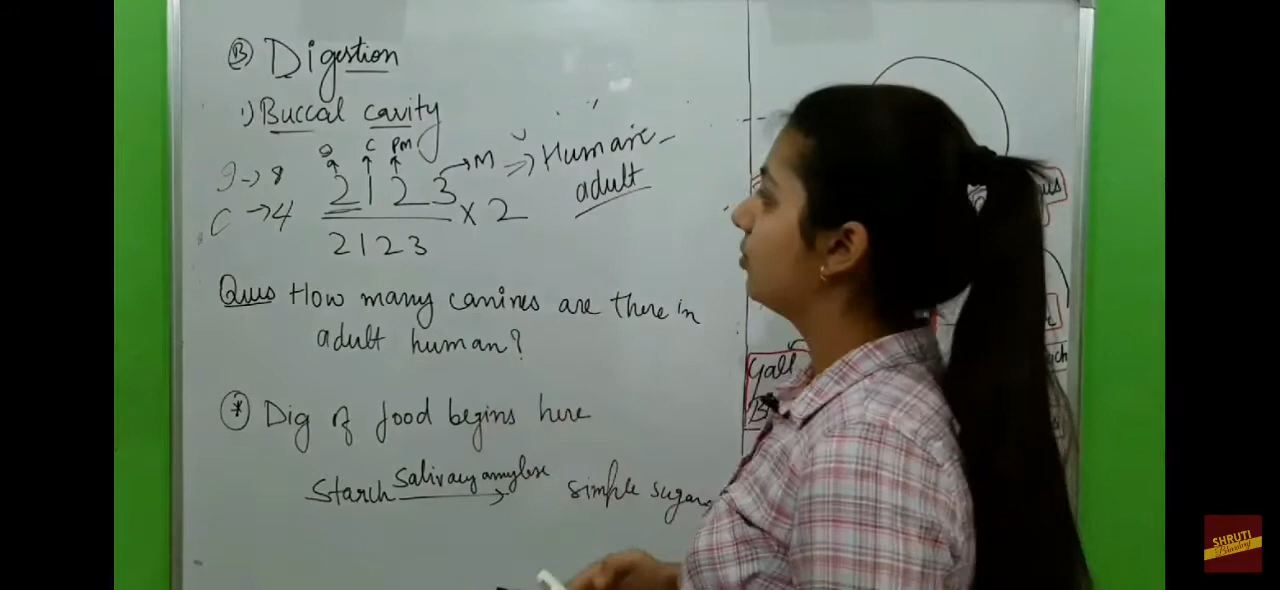 B Digestion
1) Buccal cavity
I C PM
I → 8
2 1 2 3 → M ⇒ Human-
adult
C → 4
× 2
2 1 2 3
Ques How many canines are there in
adult human?
* Dig of food begins here
Starch Salivary amylase → simple sugars
Gall
SHRUTI